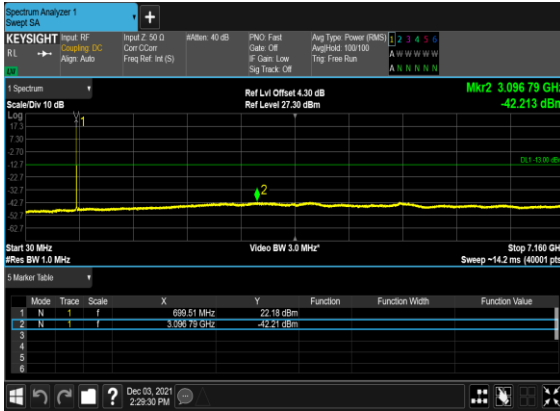 Spectrum Analyzer 1
Swept SA
+
KEYSIGHT Input: RF Input Z: 50 Ω #Atten: 40 dB PNO: Fast Avg Type: Power (RMS) 1 2 3 4 5 6
RL Coupling: DC Corr CCorr Gate: Off Avg|Hold: 100/100 A W W W W W
Align: Auto Freq Ref: Int (S) IF Gain: Low Trig: Free Run
Sig Track: Off A N N N N N
1 Spectrum Ref Lvl Offset 4.30 dB Mkr2 3.096 79 GHz
Scale/Div 10 dB Ref Level 27.30 dBm -42.213 dBm
Log
17.3
7.30
-2.70
-12.7 DL1 -13.00 dBm
-22.7
-32.7
-42.7
-52.7
-62.7
1
2
Start 30 MHz Video BW 3.0 MHz* Stop 7.160 GHz
#Res BW 1.0 MHz Sweep ~14.2 ms (40001 pts)
5 Marker Table
Mode Trace Scale X Y Function Function Width Function Value
1 N 1 f 699.51 MHz 22.18 dBm
2 N 1 f 3.096 79 GHz -42.21 dBm
3
4
5
6
? Dec 03, 2021
2:29:30 PM